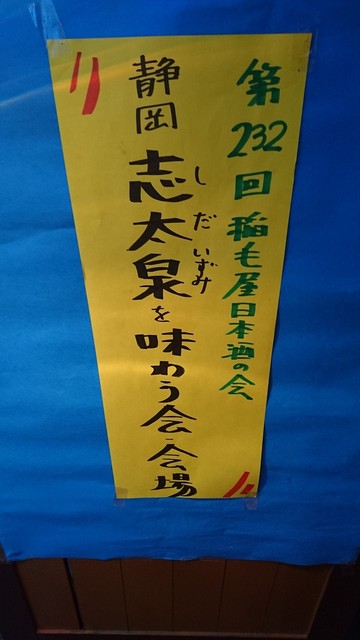 第232回 稲毛屋日本酒の会
静岡 志太泉を味わう会・会場
しだいずみ